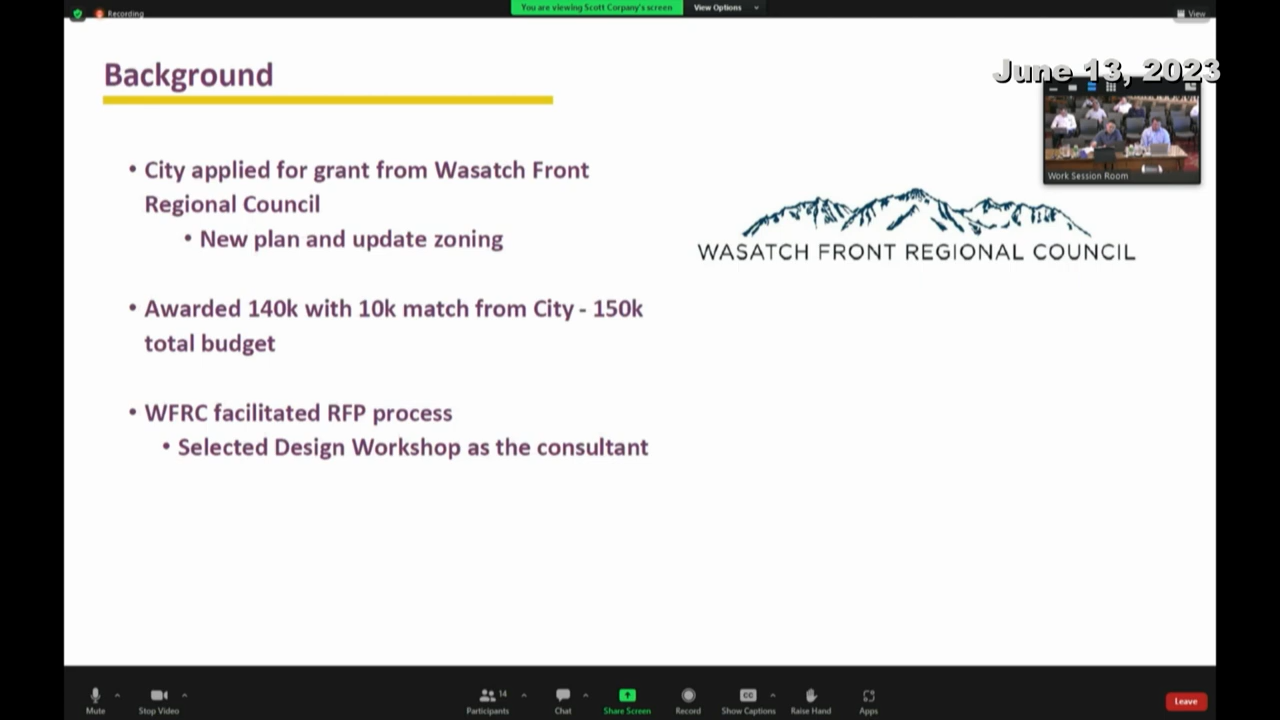 Recording
You are viewing Scott Corpany's screen
View Options
View
Background
June 13, 2023
Work Session Room
• City applied for grant from Wasatch Front
Regional Council
• New plan and update zoning
WASATCH FRONT REGIONAL COUNCIL
• Awarded 140k with 10k match from City - 150k
total budget
• WFRC facilitated RFP process
• Selected Design Workshop as the consultant
Mute
Stop Video
14
Participants
Chat
Share Screen
Record
CC
Show Captions
Raise Hand
Apps
Leave